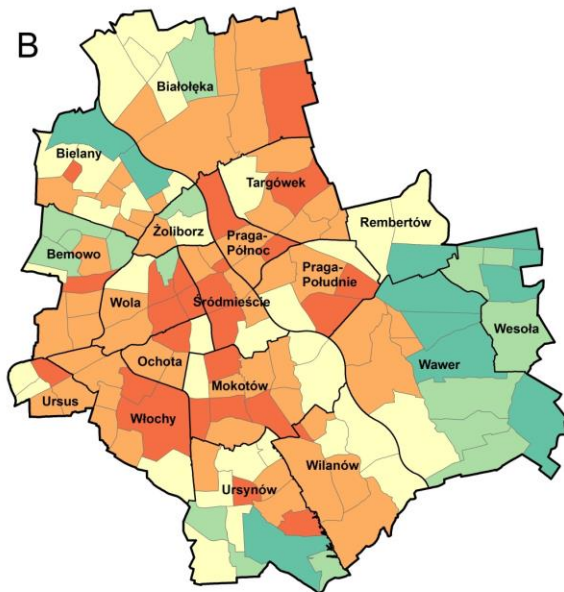 B
Białołęka
Bielany
Targówek
Rembertów
Żoliborz
Bemowo
Praga-
Północ
Praga-
Południe
Wola
Śródmieście
Wesoła
Wawer
Ochota
Mokotów
Ursus
Włochy
Wilanów
Ursynów